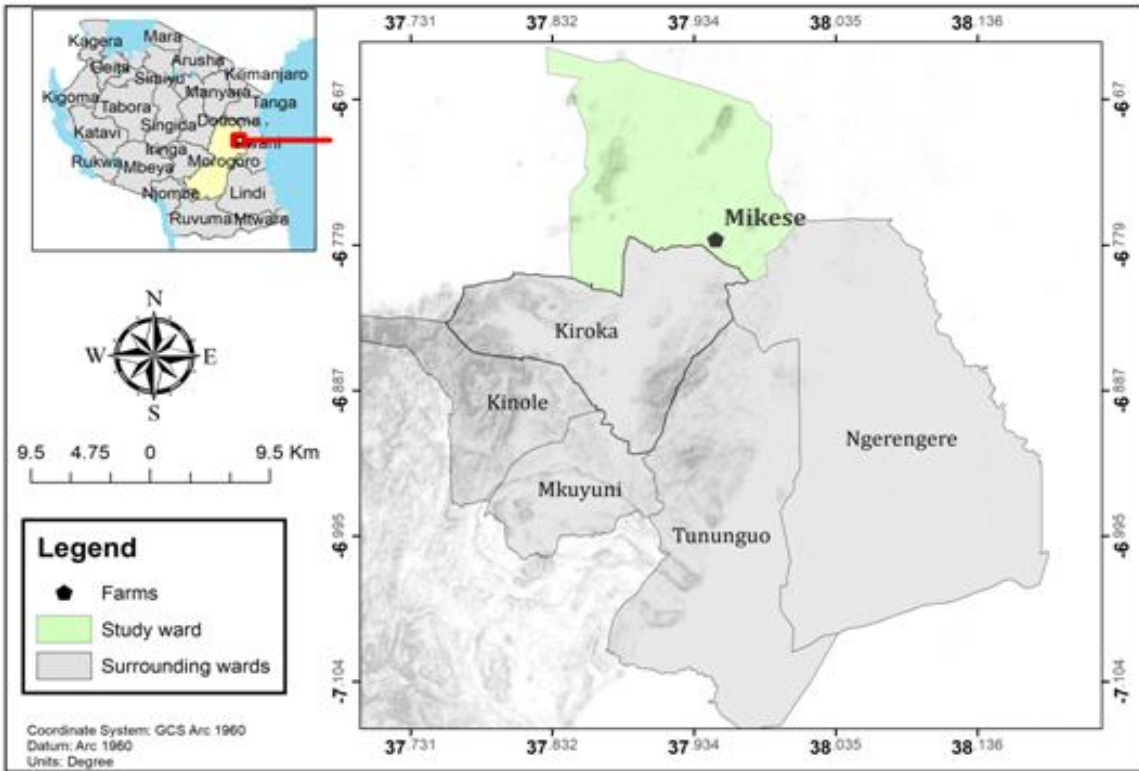 Kagera
Mara
Geita
Simiyu
Arusha
Kilimanjaro
Kigoma
Tabora
Manyara
Tanga
Katavi
Singida
Dodoma
Rukwa
Iringa
Mbeya
Morogoro
Njombe
Lindi
Ruvuma
Mtwara
N
W E
S
9.5 4.75 0 9.5 Km
Legend
Farms
Study ward
Surrounding wards
Coordinate System: GCS Arc 1960
Datum: Arc 1960
Units: Degree
37.731 37.832 37.934 38.035 38.136
-6.67 -6.67
-6.779 -6.779
-6.887 -6.887
-6.995 -6.995
-7.104 -7.104
Mikese
Kiroka
Kinole
Ngerengere
Mkuyuni
Tununguo
37.731 37.832 37.934 38.035 38.136